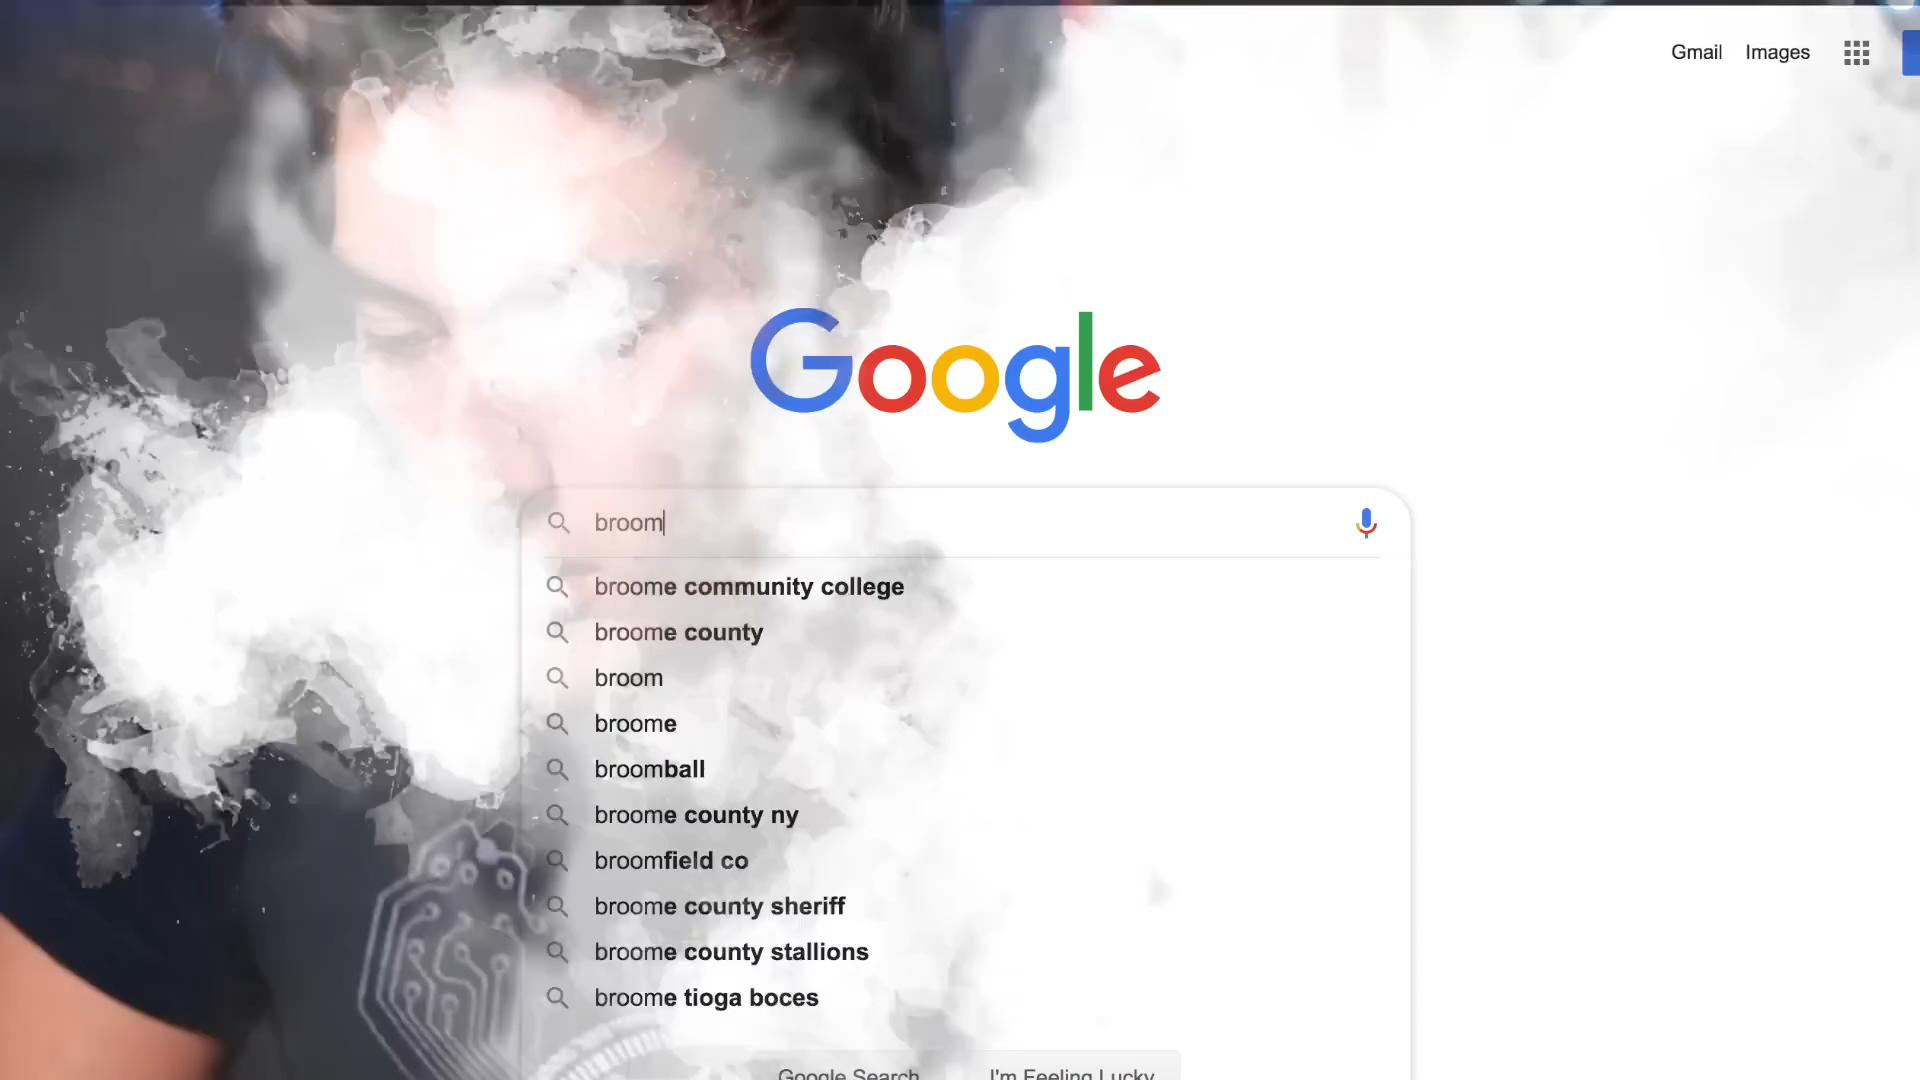 Gmail Images
Google
broom
broome community college
broome county
broom
broome
broomball
broome county ny
broomfield co
broome county sheriff
broome county stallions
broome tioga boces
Google Search I'm Feeling Lucky